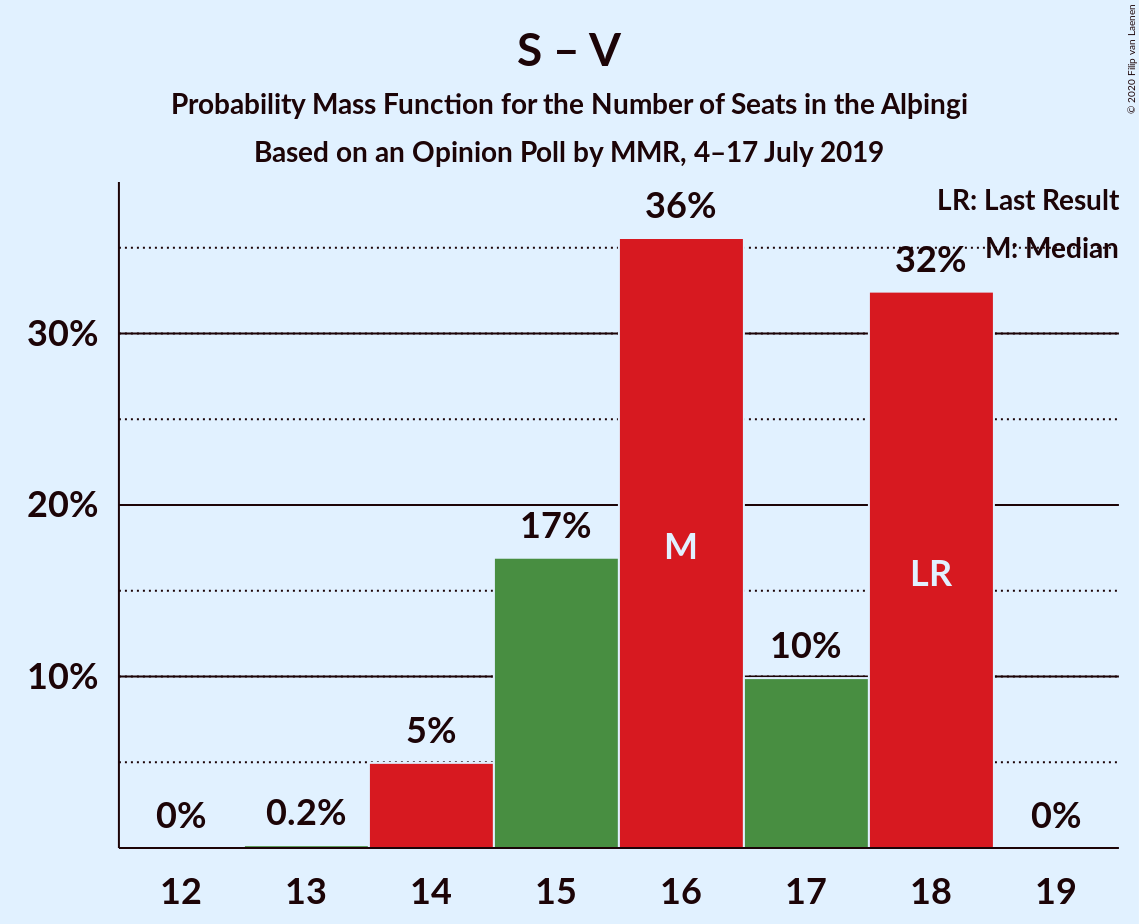 S – V
Probability Mass Function for the Number of Seats in the Alþingi
Based on an Opinion Poll by MMR, 4–17 July 2019
© 2020 Filip van Laenen
LR: Last Result
M: Median
36%
32%
30%
20%
17%
M
LR
10%
10%
5%
0%
0.2%
0%
12 13 14 15 16 17 18 19